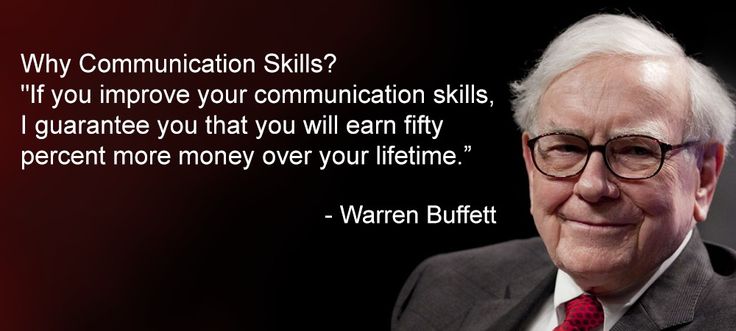 Why Communication Skills?
"If you improve your communication skills,
I guarantee you that you will earn fifty
percent more money over your lifetime.”
- Warren Buffett